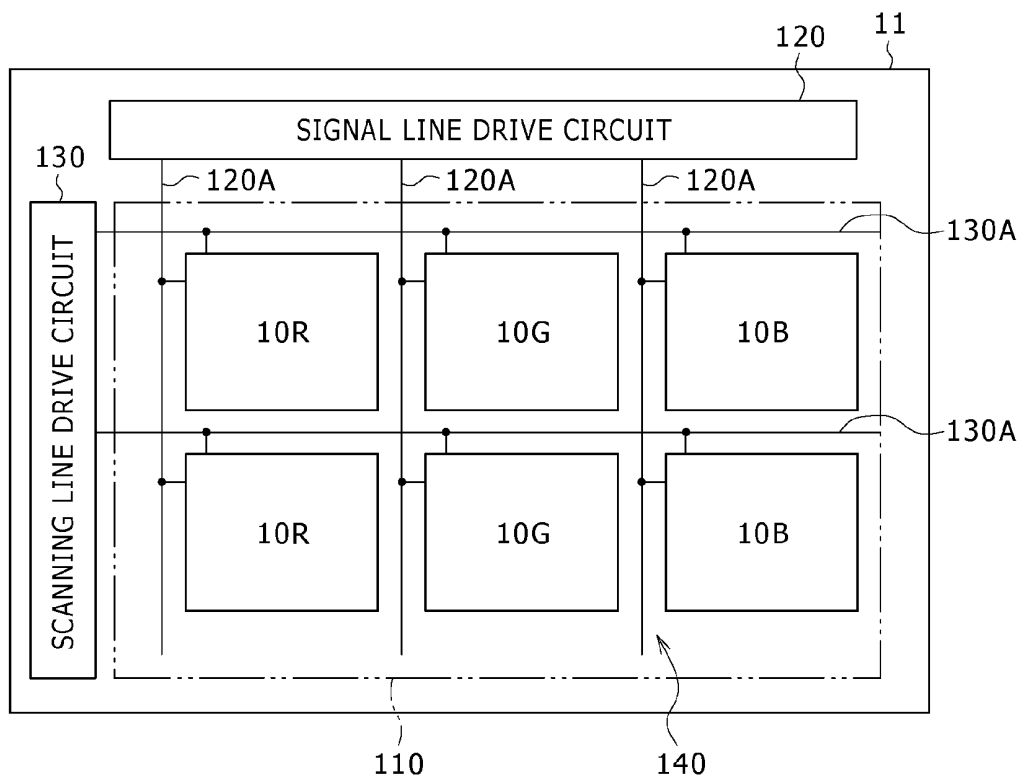 11
120
SIGNAL LINE DRIVE CIRCUIT
130
120A 120A 120A
SCANNING LINE DRIVE CIRCUIT
130A
10R 10G 10B
130A
10R 10G 10B
110 140